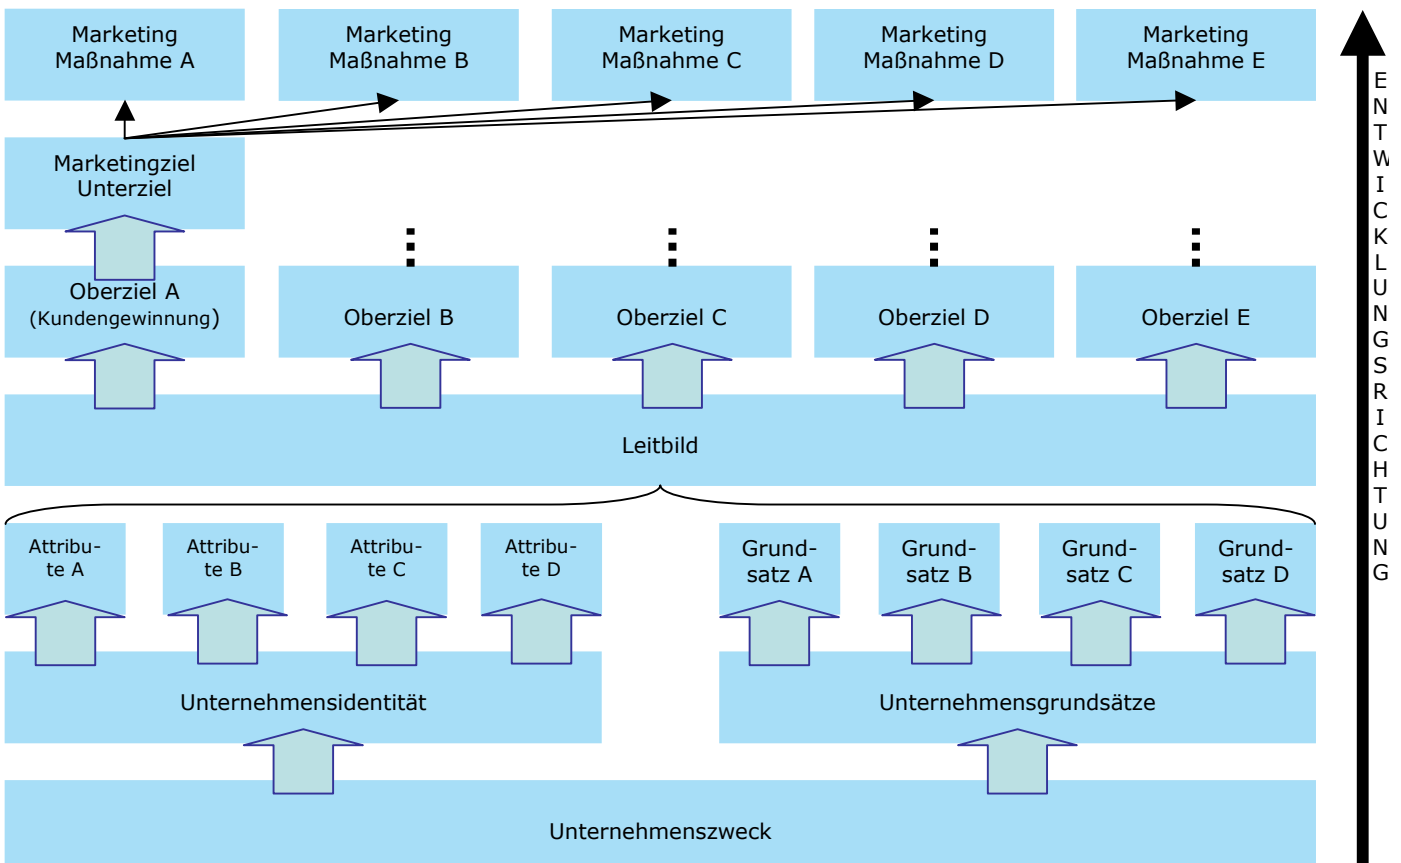 Marketing
Maßnahme A
Marketing
Maßnahme B
Marketing
Maßnahme C
Marketing
Maßnahme D
Marketing
Maßnahme E
Marketingziel
Unterziel
Oberziel A
(Kundengewinnung)
Oberziel B
Oberziel C
Oberziel D
Oberziel E
Leitbild
Attribu-
te A
Attribu-
te B
Attribu-
te C
Attribu-
te D
Grund-
satz A
Grund-
satz B
Grund-
satz C
Grund-
satz D
Unternehmensidentität
Unternehmensgrundsätze
Unternehmenszweck
E
N
T
W
I
C
K
L
U
N
G
S
R
I
C
H
T
U
N
G